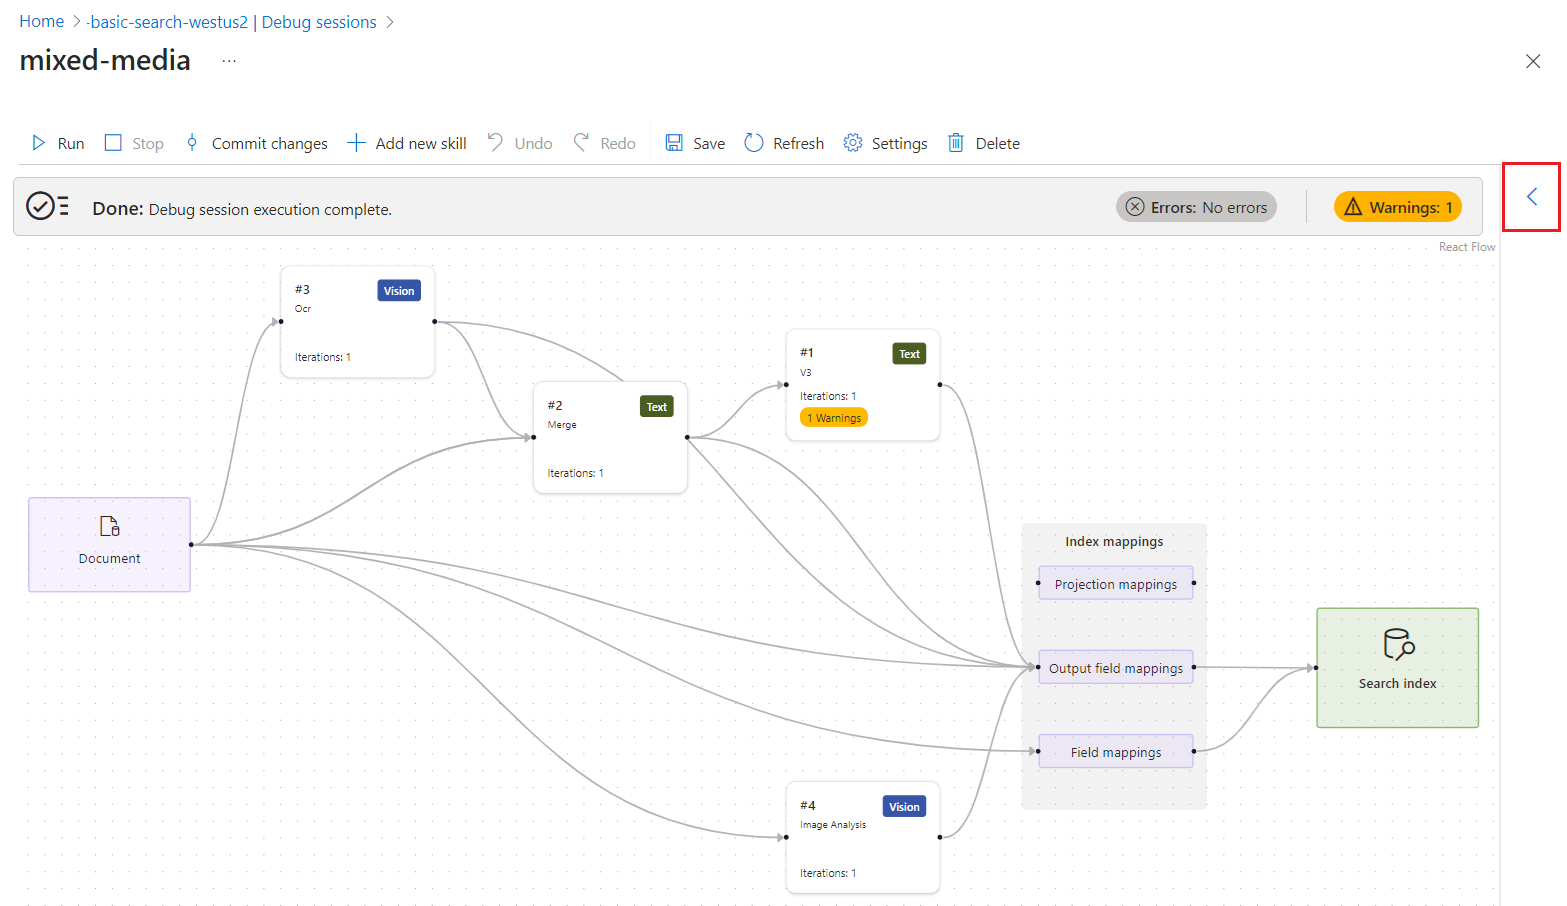 Home > -basic-search-westus2 | Debug sessions >
mixed-media ...
Run Stop Commit changes Add new skill Undo Redo Save Refresh Settings Delete
Done: Debug session execution complete.
Errors: No errors
Warnings: 1
React Flow
#3 Vision
Ocr
Iterations: 1
#1 Text
V3
Iterations: 1
1 Warnings
#2 Text
Merge
Iterations: 1
Document
Index mappings
Projection mappings
Output field mappings
Field mappings
Search index
#4 Vision
Image Analysis
Iterations: 1